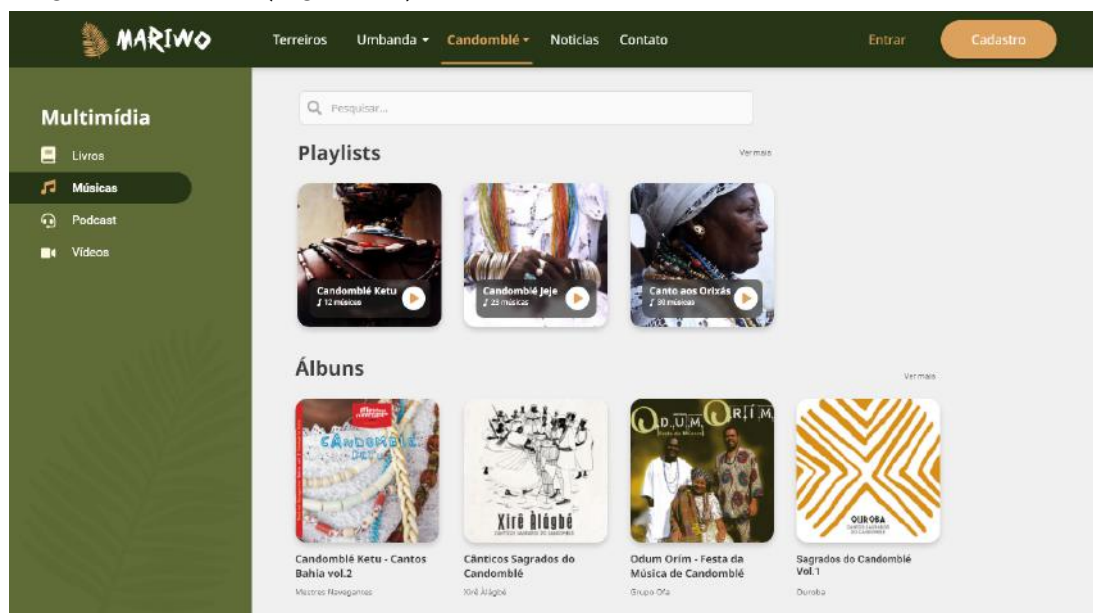 MARIWO
Terreiros Umbanda Candomblé Notícias Contato Entrar Cadastro
Multimídia
Livros
Músicas
Podcast
Vídeos
Pesquisar...
Playlists
Ver mais
Candomblé Ketu
12 músicas
Candomblé Jeje
23 músicas
Canto aos Orixás
30 músicas
Álbuns
Ver mais
CANDOMBLÉ
Xirê Àlágbé
ODUM ORÍM
OUROBA
Candomblé Ketu - Cantos
Bahia vol.2
Mestres Navegantes
Cânticos Sagrados do
Candomblé
Xirê Àlágbé
Odum Orím - Festa da
Música de Candomblé
Grupo Ofa
Sagrados do Candomblé
Vol.1
Ouroba